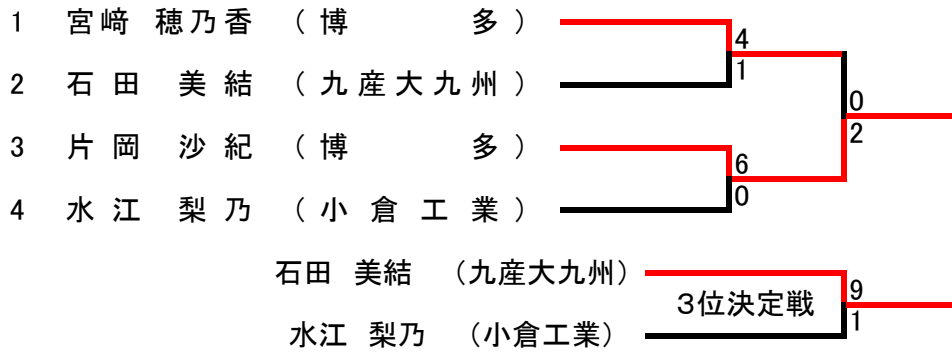 1 宮﨑 穂乃香 （博 多）
4
1
2 石田 美結 （九産大九州）
0
2
3 片岡 沙紀 （博 多）
6
0
4 水江 梨乃 （小倉工業）
石田 美結 （九産大九州）
3位決定戦
9
1
水江 梨乃 （小倉工業）